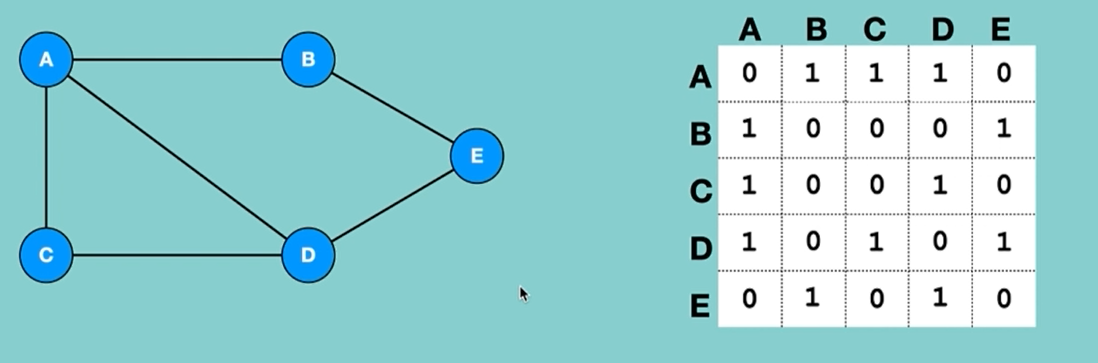 A B
E
C D
A B C D E
A 0 1 1 1 0
B 1 0 0 0 1
C 1 0 0 1 0
D 1 0 1 0 1
E 0 1 0 1 0